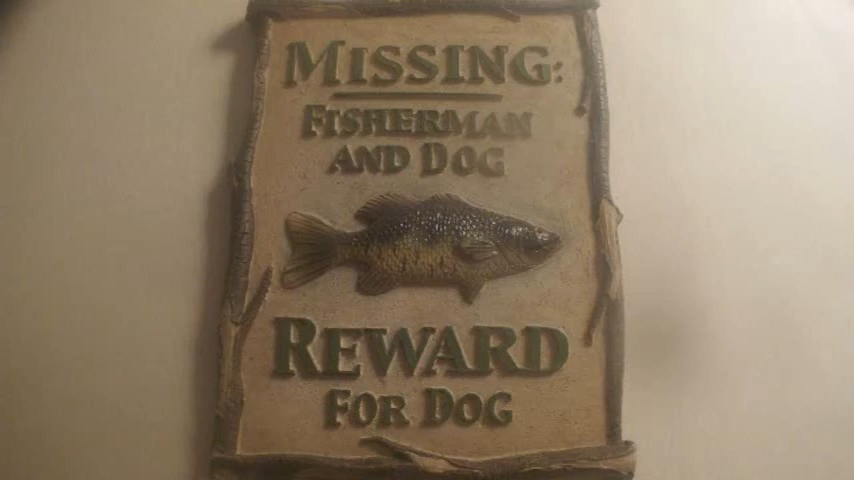 MISSING:
FISHERMAN
AND DOG
REWARD
FOR DOG